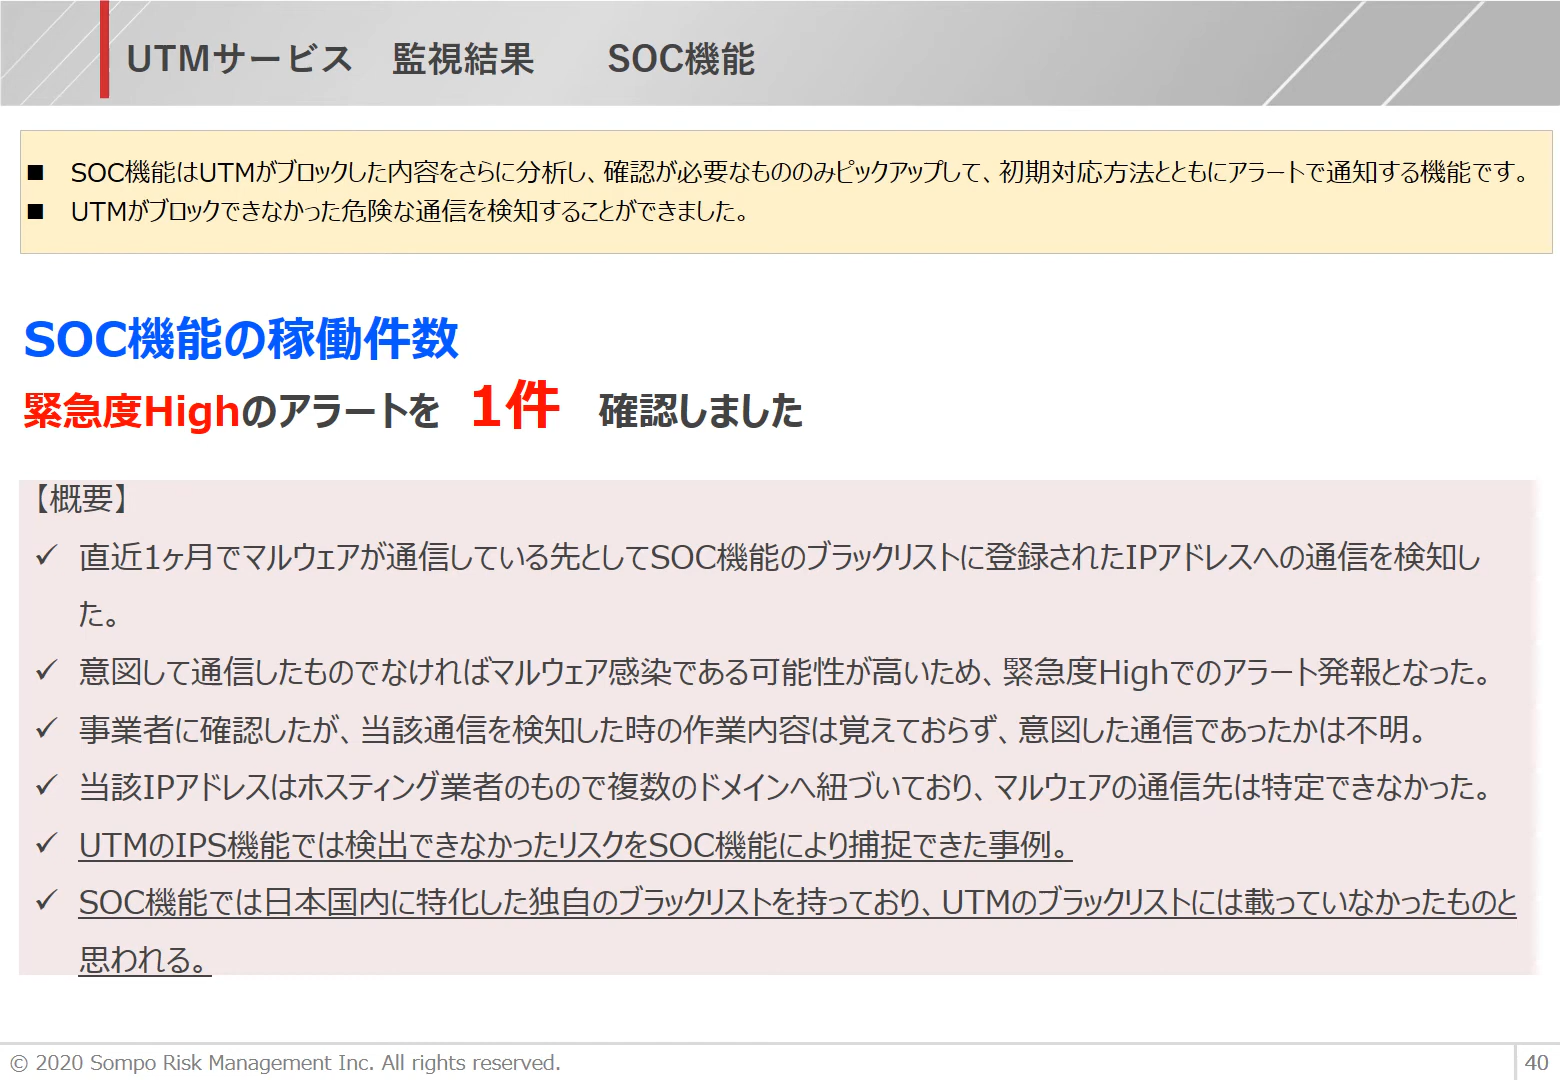 UTMサービス　監視結果　　SOC機能
■ SOC機能はUTMがブロックした内容をさらに分析し、確認が必要なもののみピックアップして、初期対応方法とともにアラートで通知する機能です。
■ UTMがブロックできなかった危険な通信を検知することができました。
SOC機能の稼働件数
緊急度Highのアラートを　1件　確認しました
【概要】
✓ 直近1ヶ月でマルウェアが通信している先としてSOC機能のブラックリストに登録されたIPアドレスへの通信を検知し
た。
✓ 意図して通信したものでなければマルウェア感染である可能性が高いため、緊急度Highでのアラート発報となった。
✓ 事業者に確認したが、当該通信を検知した時の作業内容は覚えておらず、意図した通信であったかは不明。
✓ 当該IPアドレスはホスティング業者のもので複数のドメインへ紐づいており、マルウェアの通信先は特定できなかった。
✓ UTMのIPS機能では検出できなかったリスクをSOC機能により捕捉できた事例。
✓ SOC機能では日本国内に特化した独自のブラックリストを持っており、UTMのブラックリストには載っていなかったものと
思われる。
© 2020 Sompo Risk Management Inc. All rights reserved.
40